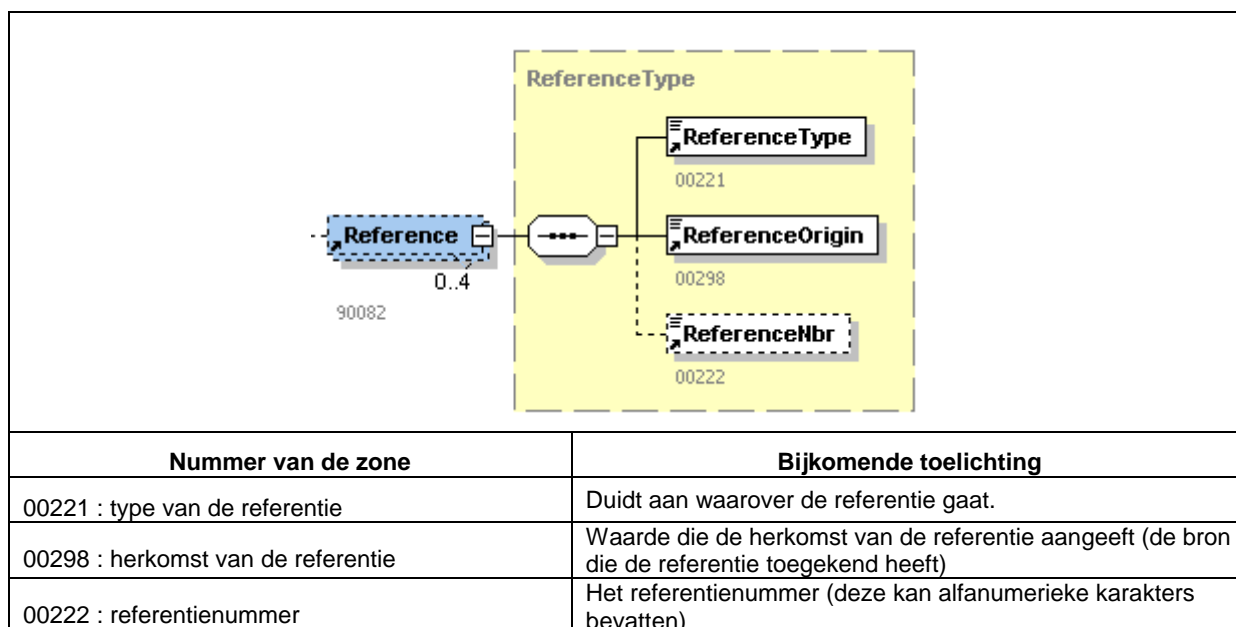 ReferenceType
ReferenceType
00221
Reference
0..4
90082
ReferenceOrigin
00298
ReferenceNbr
00222
Nummer van de zone
Bijkomende toelichting
00221 : type van de referentie
Duidt aan waarover de referentie gaat.
00298 : herkomst van de referentie
Waarde die de herkomst van de referentie aangeeft (de bron
die de referentie toegekend heeft)
00222 : referentienummer
Het referentienummer (deze kan alfanumerieke karakters
bevatten)